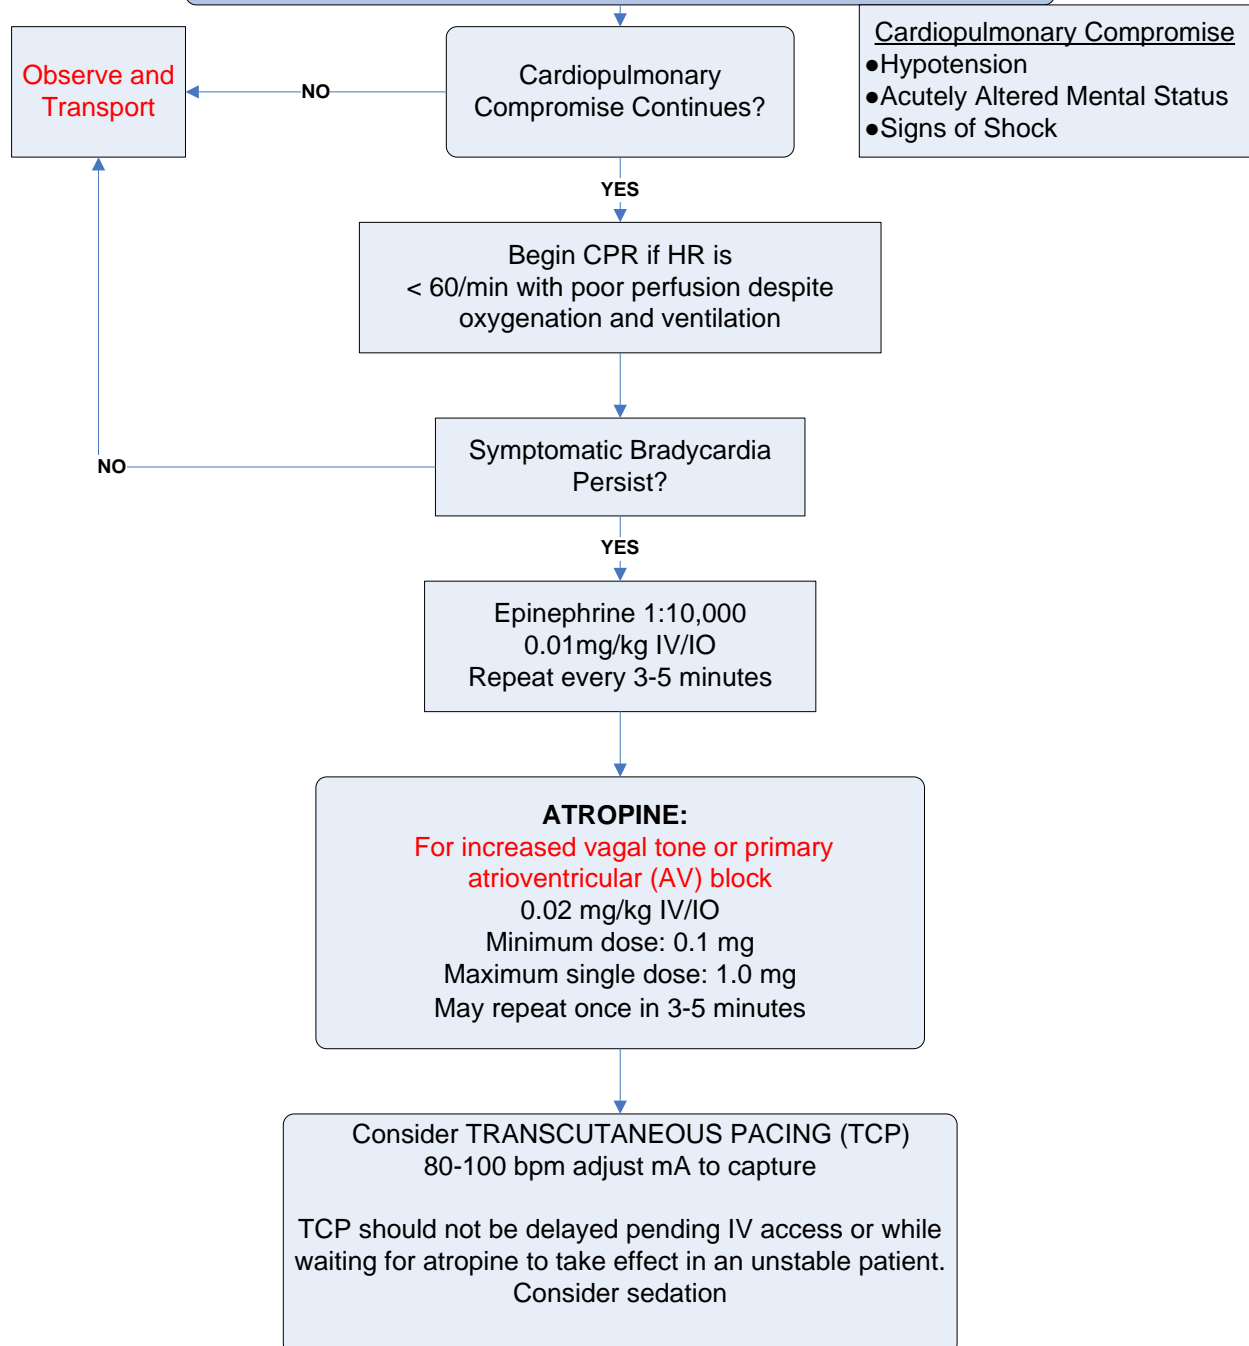 Cardiopulmonary Compromise
●Hypotension
●Acutely Altered Mental Status
●Signs of Shock
Observe and
Transport
NO
Cardiopulmonary
Compromise Continues?
YES
Begin CPR if HR is
< 60/min with poor perfusion despite
oxygenation and ventilation
NO
Symptomatic Bradycardia
Persist?
YES
Epinephrine 1:10,000
0.01mg/kg IV/IO
Repeat every 3-5 minutes
ATROPINE:
For increased vagal tone or primary
atrioventricular (AV) block
0.02 mg/kg IV/IO
Minimum dose: 0.1 mg
Maximum single dose: 1.0 mg
May repeat once in 3-5 minutes
Consider TRANSCUTANEOUS PACING (TCP)
80-100 bpm adjust mA to capture
TCP should not be delayed pending IV access or while
waiting for atropine to take effect in an unstable patient.
Consider sedation